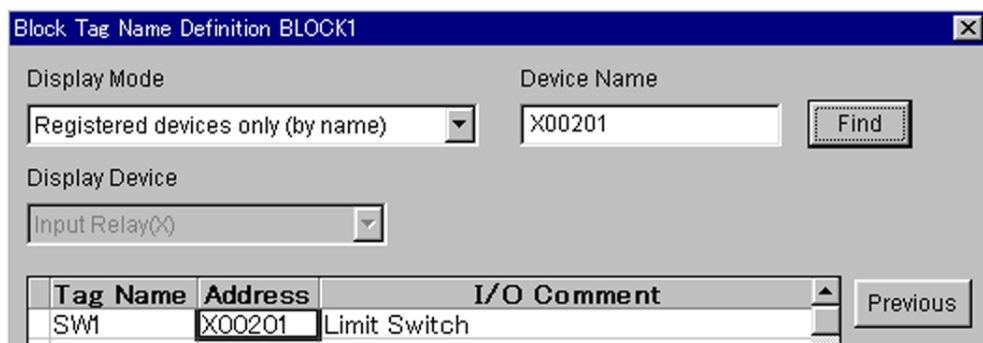 Block Tag Name Definition BLOCK1
Display Mode Device Name
Registered devices only (by name) X00201 Find
Display Device
Input Relay(X)
Tag Name Address I/O Comment Previous
SW1 X00201 Limit Switch